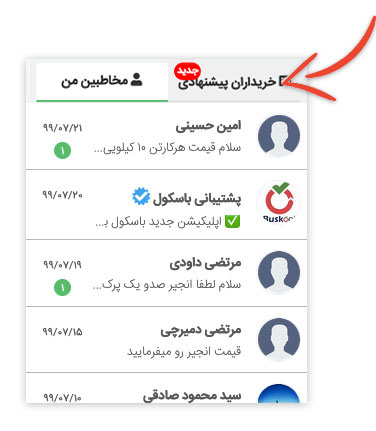 جدید
خریداران پیشنهادی
مخاطبین من
امین حسینی
۹۹/۰۷/۲۱
سلام قیمت هرکارتن ۱۰ کیلویی...
۱
پشتیبانی باسکول
۹۹/۰۷/۲۰
✅ اپلیکیشن جدید باسکول ب...
Buskool
مرتضی داودی
۹۹/۰۷/۱۹
سلام لطفا انجیر صدو یک پرک...
۱
مرتضی دمیرچی
۹۹/۰۷/۱۵
قیمت انجیر رو میفرمایید
سید محمود صادقی
۹۹/۰۷/۱۰